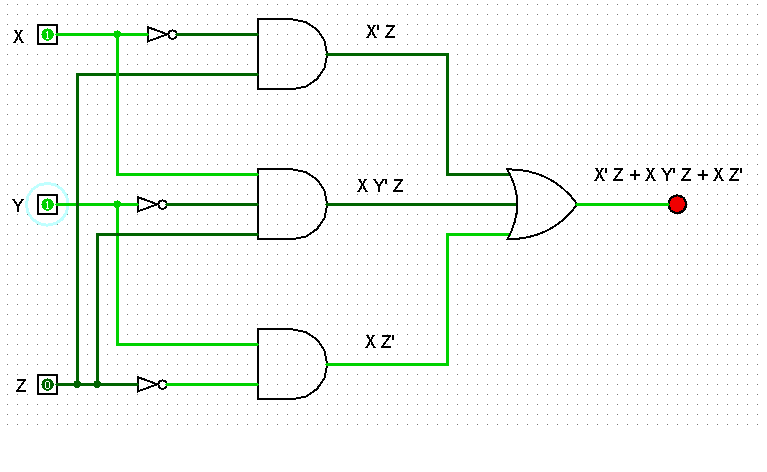 X 1
X' Z
X' Z + X Y' Z + X Z'
X Y' Z
Y 1
X Z'
Z 0